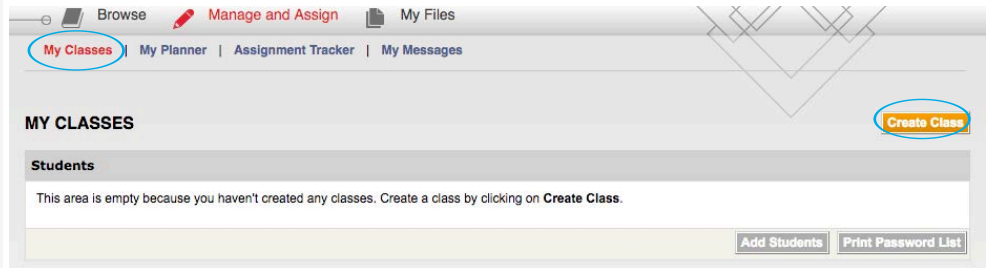 Browse Manage and Assign My Files
My Classes | My Planner | Assignment Tracker | My Messages
MY CLASSES
Create Class
Students
This area is empty because you haven't created any classes. Create a class by clicking on Create Class.
Add Students Print Password List